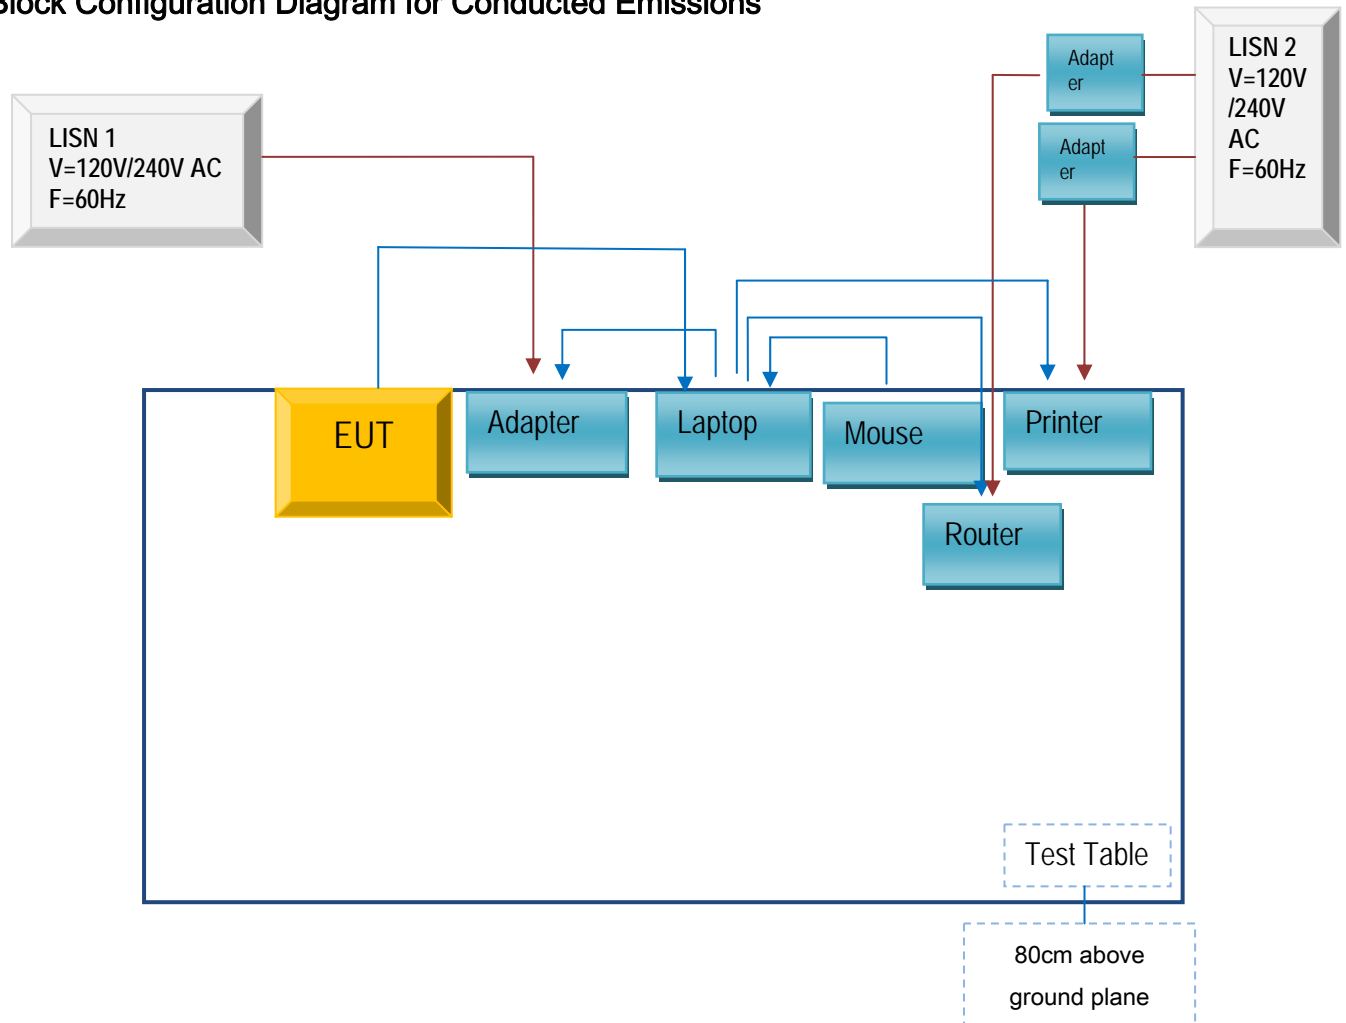 Block Configuration Diagram for Conducted Emissions
LISN 1
V=120V/240V AC
F=60Hz
Adapt
er
Adapt
er
LISN 2
V=120V
/240V
AC
F=60Hz
EUT
Adapter
Laptop
Mouse
Printer
Router
Test Table
80cm above
ground plane